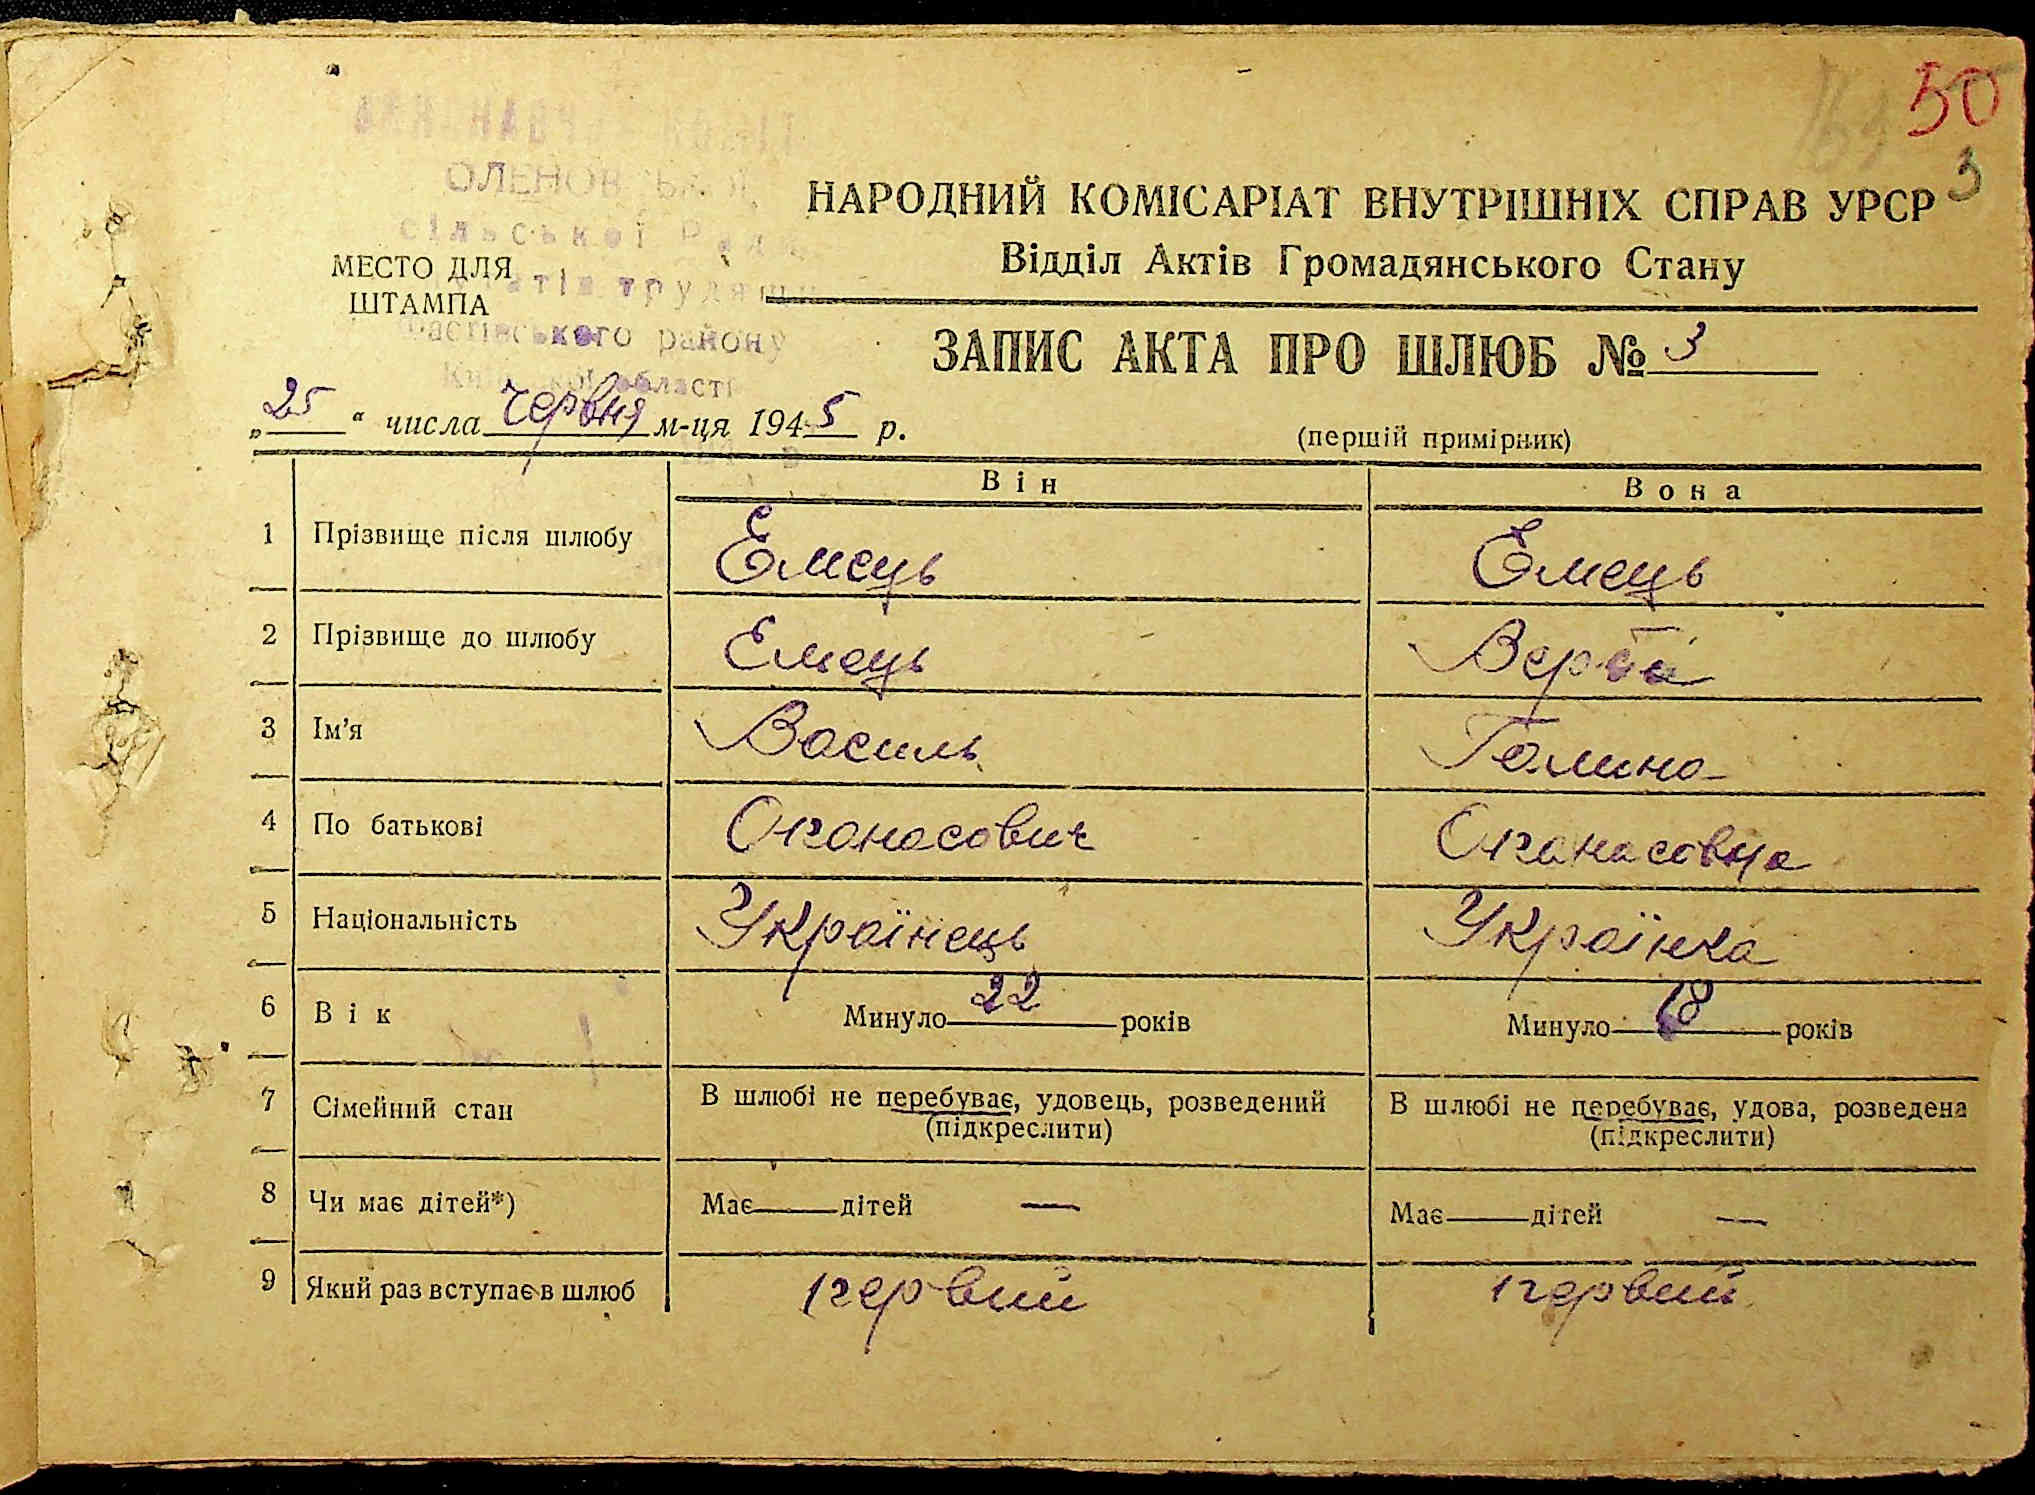 50
3
ОЛЕНОВСЬКОЇ
сільської Ради
МЕСТО ДЛЯ
ШТАМПА
Фастівського району
Київської області
НАРОДНИЙ КОМІСАРІАТ ВНУТРІШНІХ СПРАВ УРСР
Відділ Актів Громадянського Стану
ЗАПИС АКТА ПРО ШЛЮБ № 3
„25“ числа червня м-ця 1945 р.
(перший примірник)
Він Вона
1 Прізвище після шлюбу Емець Емець
2 Прізвище до шлюбу Емець Верба
3 Ім’я Василь Галина
4 По батькові Опанасович Опанасовна
5 Національність Українець Українка
6 Вік Минуло 22 років Минуло 18 років
7 Сімейний стан В шлюбі не перебуває, удовець, розведений В шлюбі не перебуває, удова, розведена
(підкреслити) (підкреслити)
8 Чи має дітей*) Має — дітей — Має — дітей —
9 Який раз вступає в шлюб первий первий